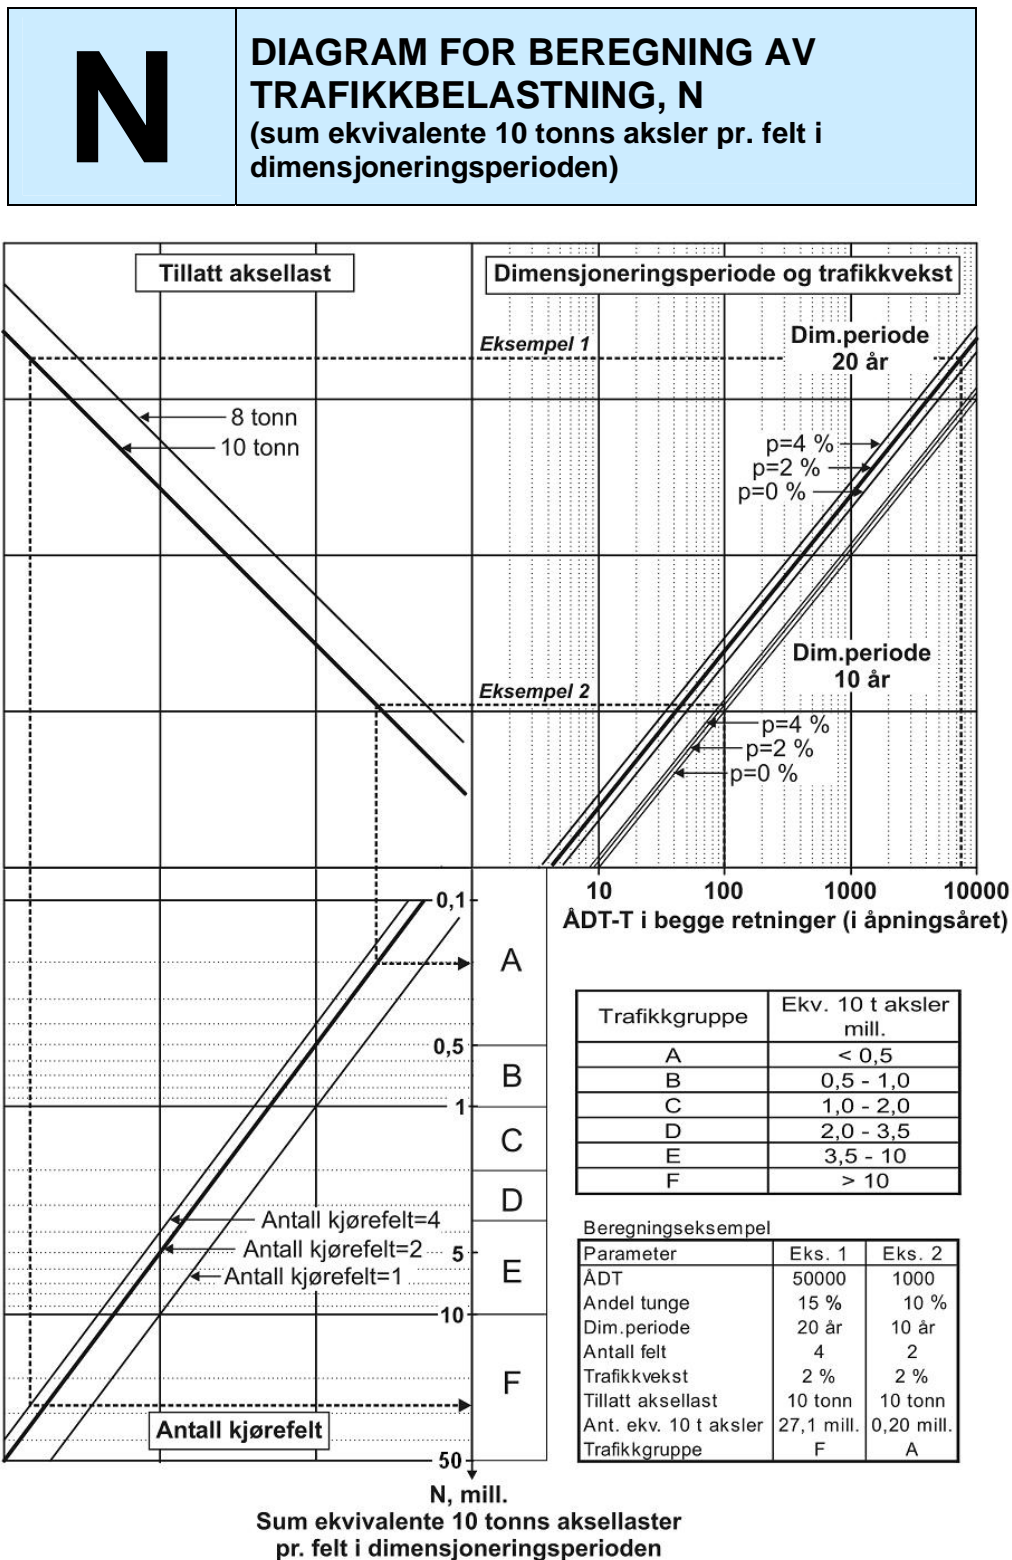 N
DIAGRAM FOR BEREGNING AV
TRAFIKKBELASTNING, N
(sum ekvivalente 10 tonns aksler pr. felt i
dimensjoneringsperioden)
Tillatt aksellast
Dimensjoneringsperiode og trafikkvekst
Eksempel 1
Dim.periode
20 år
8 tonn
10 tonn
p=4 %
p=2 %
p=0 %
Dim.periode
10 år
Eksempel 2
p=4 %
p=2 %
p=0 %
10 100 1000 10000
ÅDT-T i begge retninger (i åpningsåret)
0,1
A
0,5
B
1
C
D
Antall kjørefelt=4
Antall kjørefelt=2
5
E
Antall kjørefelt=1
10
F
Antall kjørefelt
50
N, mill.
Sum ekvivalente 10 tonns aksellaster
pr. felt i dimensjoneringsperioden
Trafikkgruppe Ekv. 10 t aksler
mill.
A < 0,5
B 0,5 - 1,0
C 1,0 - 2,0
D 2,0 - 3,5
E 3,5 - 10
F > 10
Beregningseksempel
Parameter Eks. 1 Eks. 2
ÅDT 50000 1000
Andel tunge 15 % 10 %
Dim.periode 20 år 10 år
Antall felt 4 2
Trafikkvekst 2 % 2 %
Tillatt aksellast 10 tonn 10 tonn
Ant. ekv. 10 t aksler 27,1 mill. 0,20 mill.
Trafikkgruppe F A